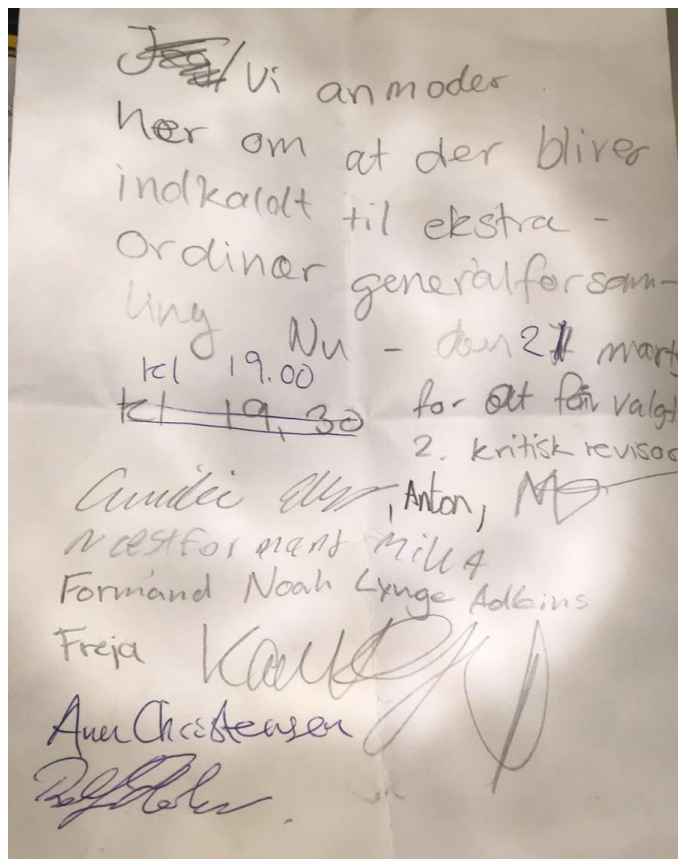 Jeg/Vi anmoder
her om at der bliver
indkaldt til ekstra-
ordinær generalforsam-
ling Nu - den 21 marts
kl 19.00
kl 19,30 for at få valgt
2. kritisk revisor
, Anton,
Næstformand Milla
Formand Noah Lynge Adkins
Freja
Christensen